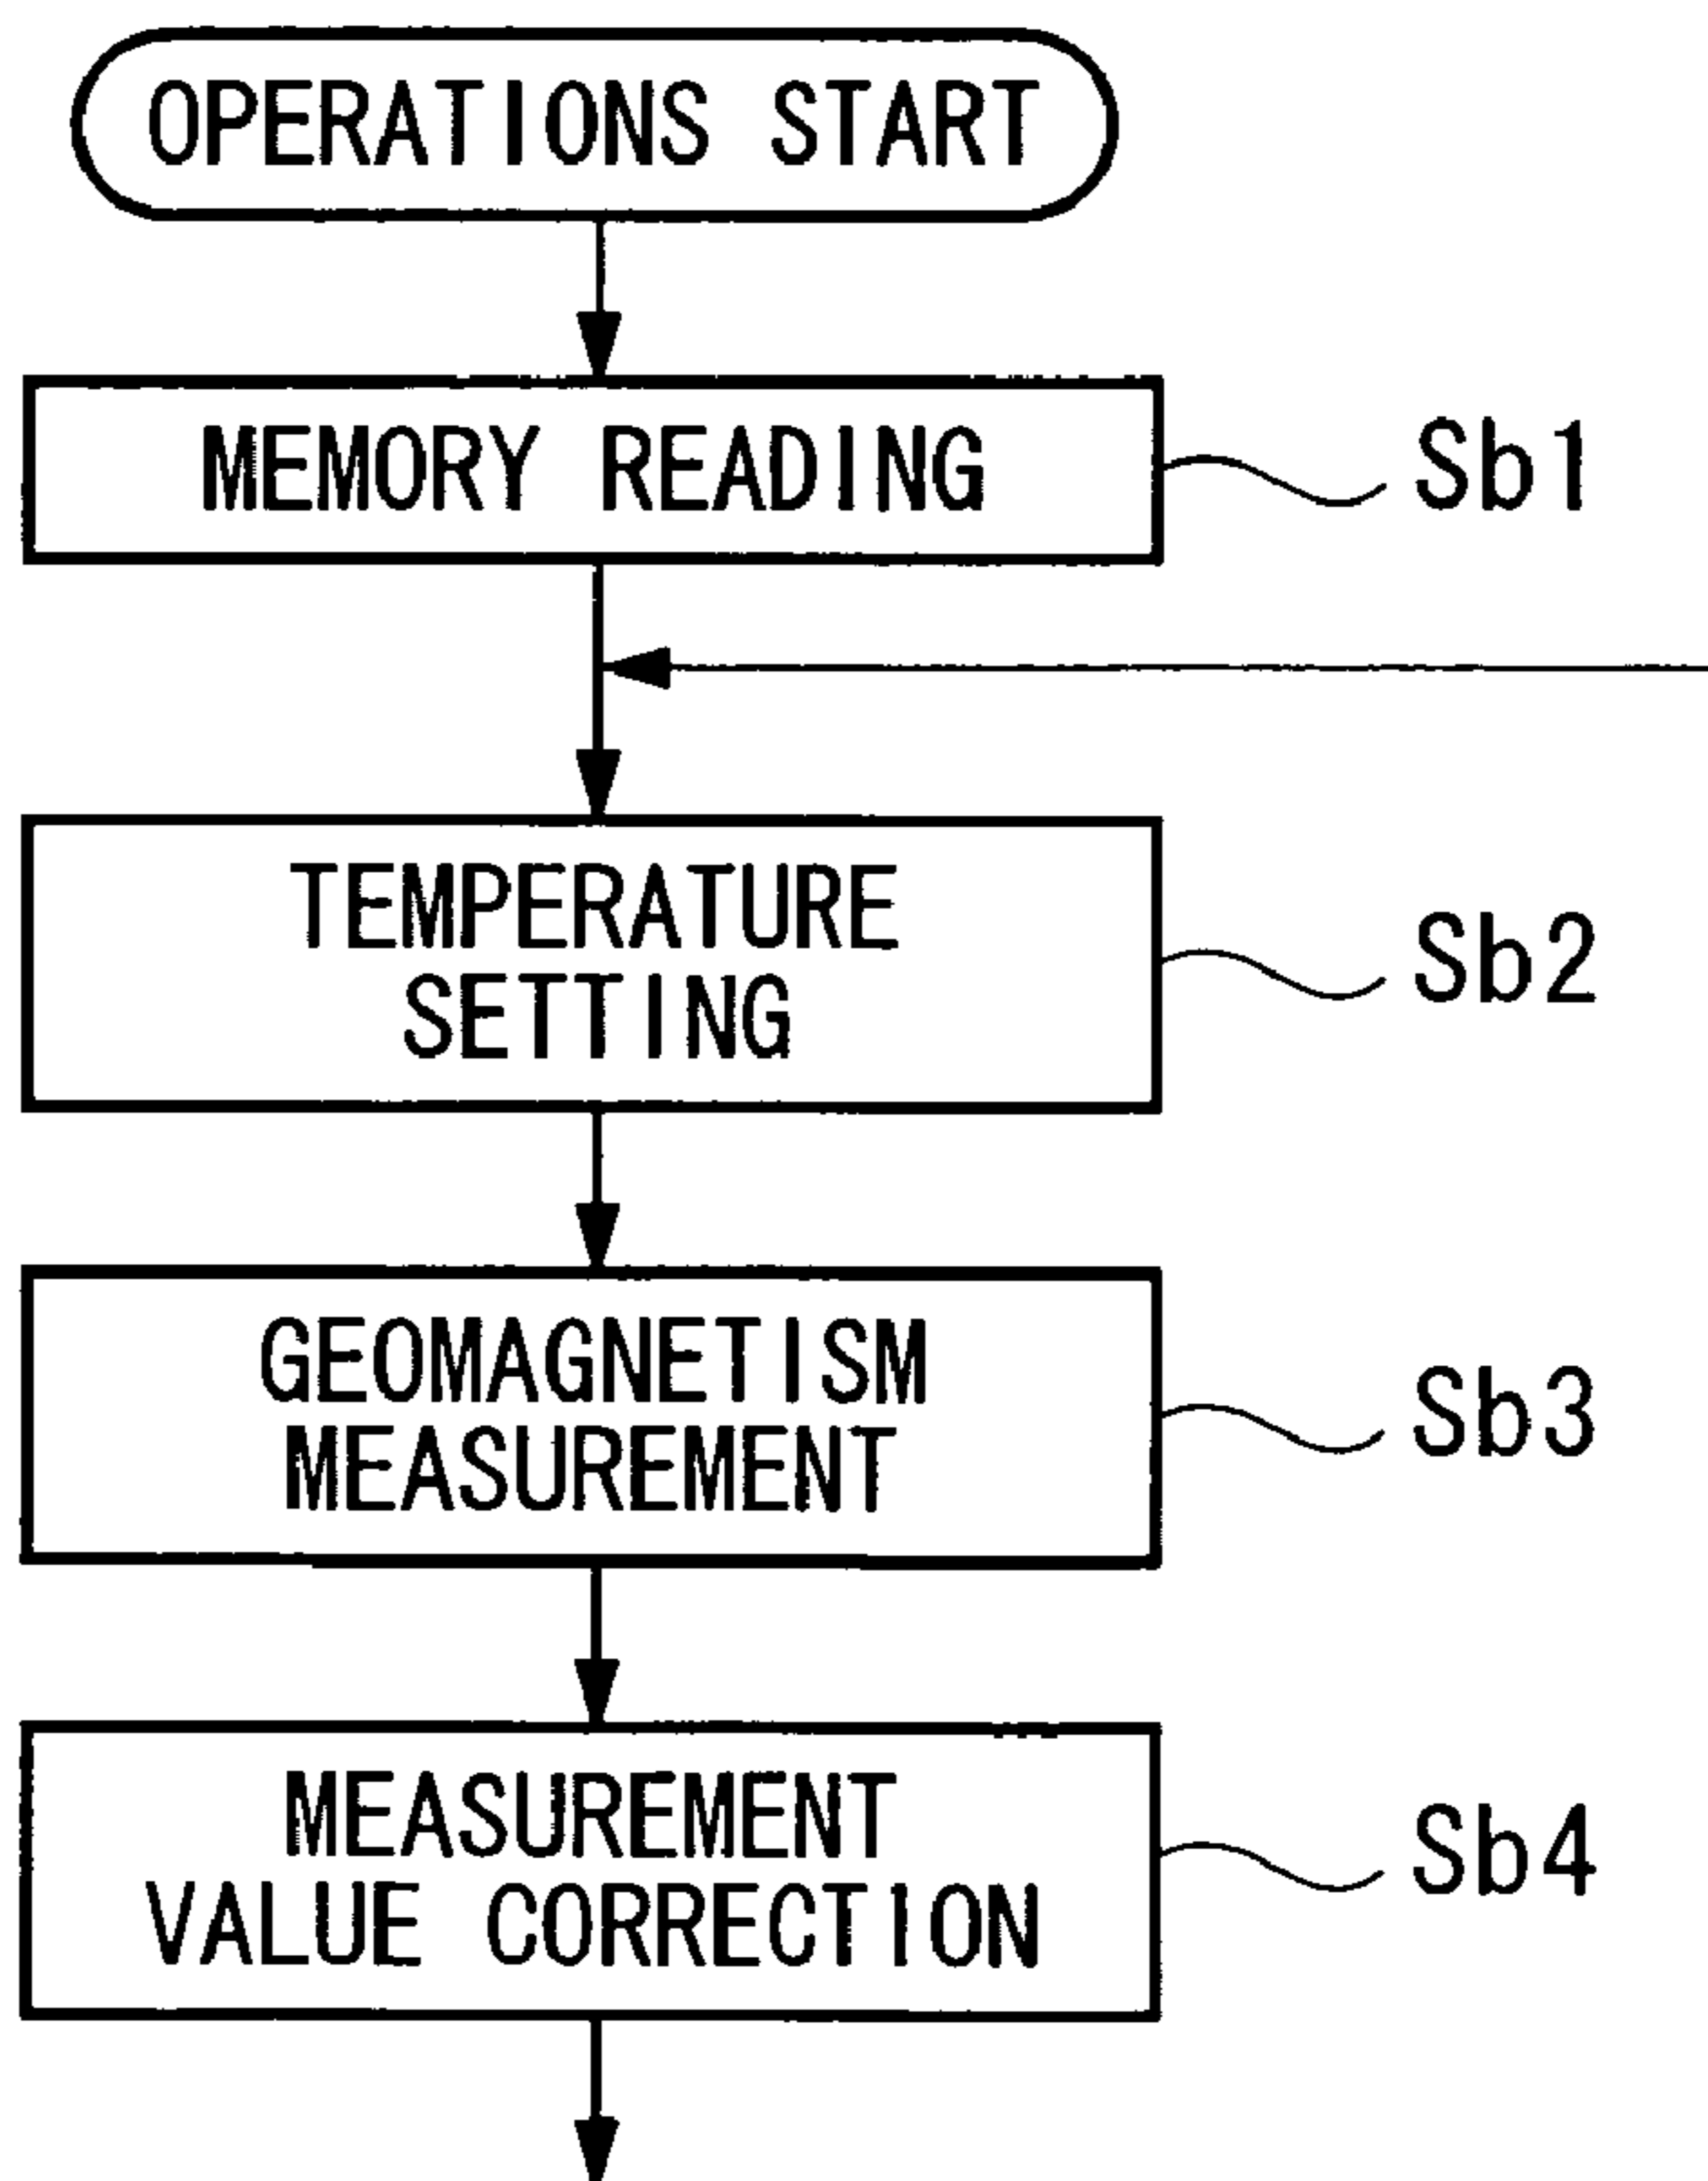 OPERATIONS START
MEMORY READING
Sb1
TEMPERATURE
SETTING
Sb2
GEOMAGNETISM
MEASUREMENT
Sb3
MEASUREMENT
VALUE CORRECTION
Sb4